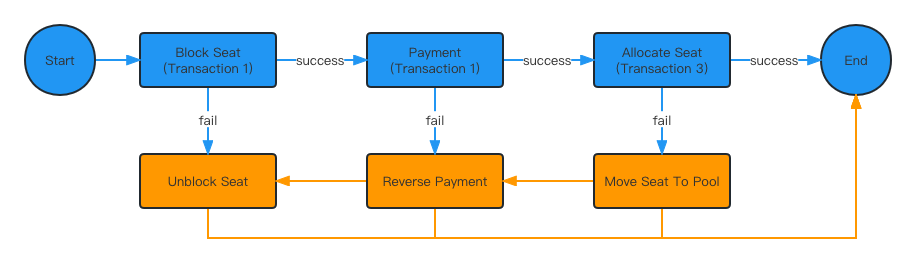 Start
Block Seat
(Transaction 1)
success
Payment
(Transaction 1)
success
Allocate Seat
(Transaction 3)
success
End
fail
fail
fail
Unblock Seat
Reverse Payment
Move Seat To Pool